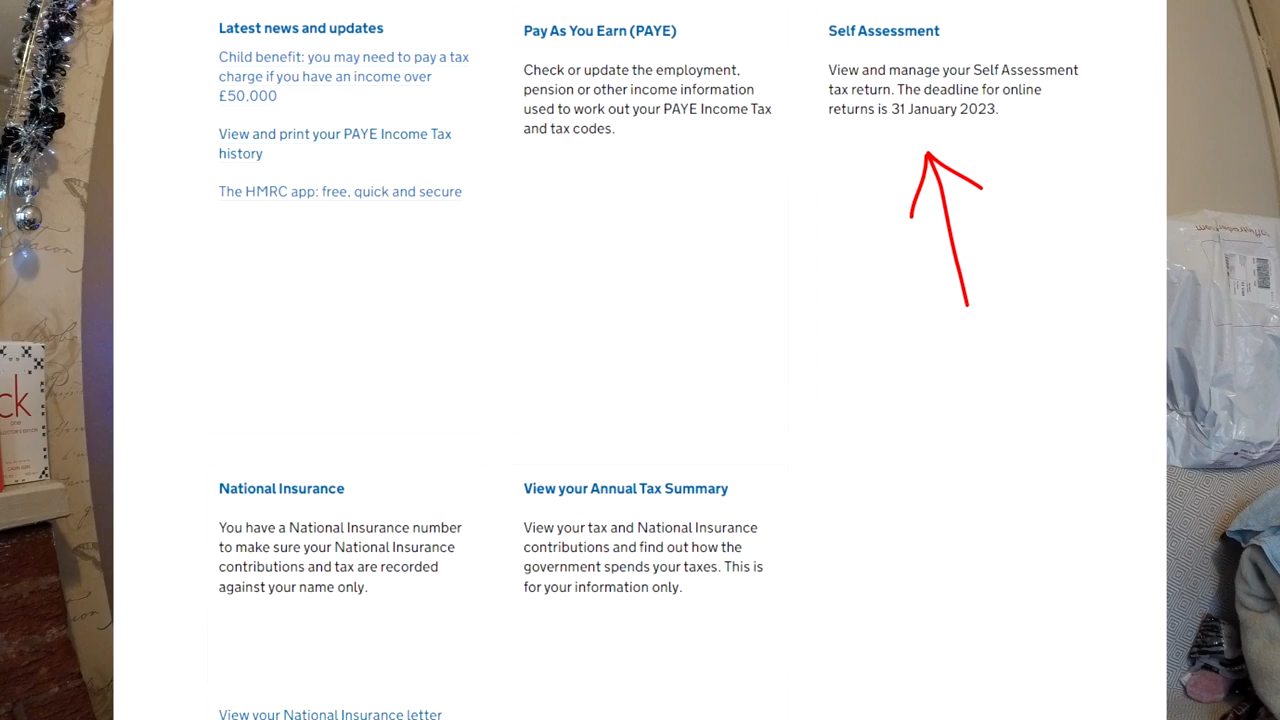 Latest news and updates
Child benefit: you may need to pay a tax
charge if you have an income over
£50,000
View and print your PAYE Income Tax
history
The HMRC app: free, quick and secure
Pay As You Earn (PAYE)
Check or update the employment,
pension or other income information
used to work out your PAYE Income Tax
and tax codes.
Self Assessment
View and manage your Self Assessment
tax return. The deadline for online
returns is 31 January 2023.
National Insurance
You have a National Insurance number
to make sure your National Insurance
contributions and tax are recorded
against your name only.
View your National Insurance letter
View your Annual Tax Summary
View your tax and National Insurance
contributions and find out how the
government spends your taxes. This is
for your information only.
ck
one